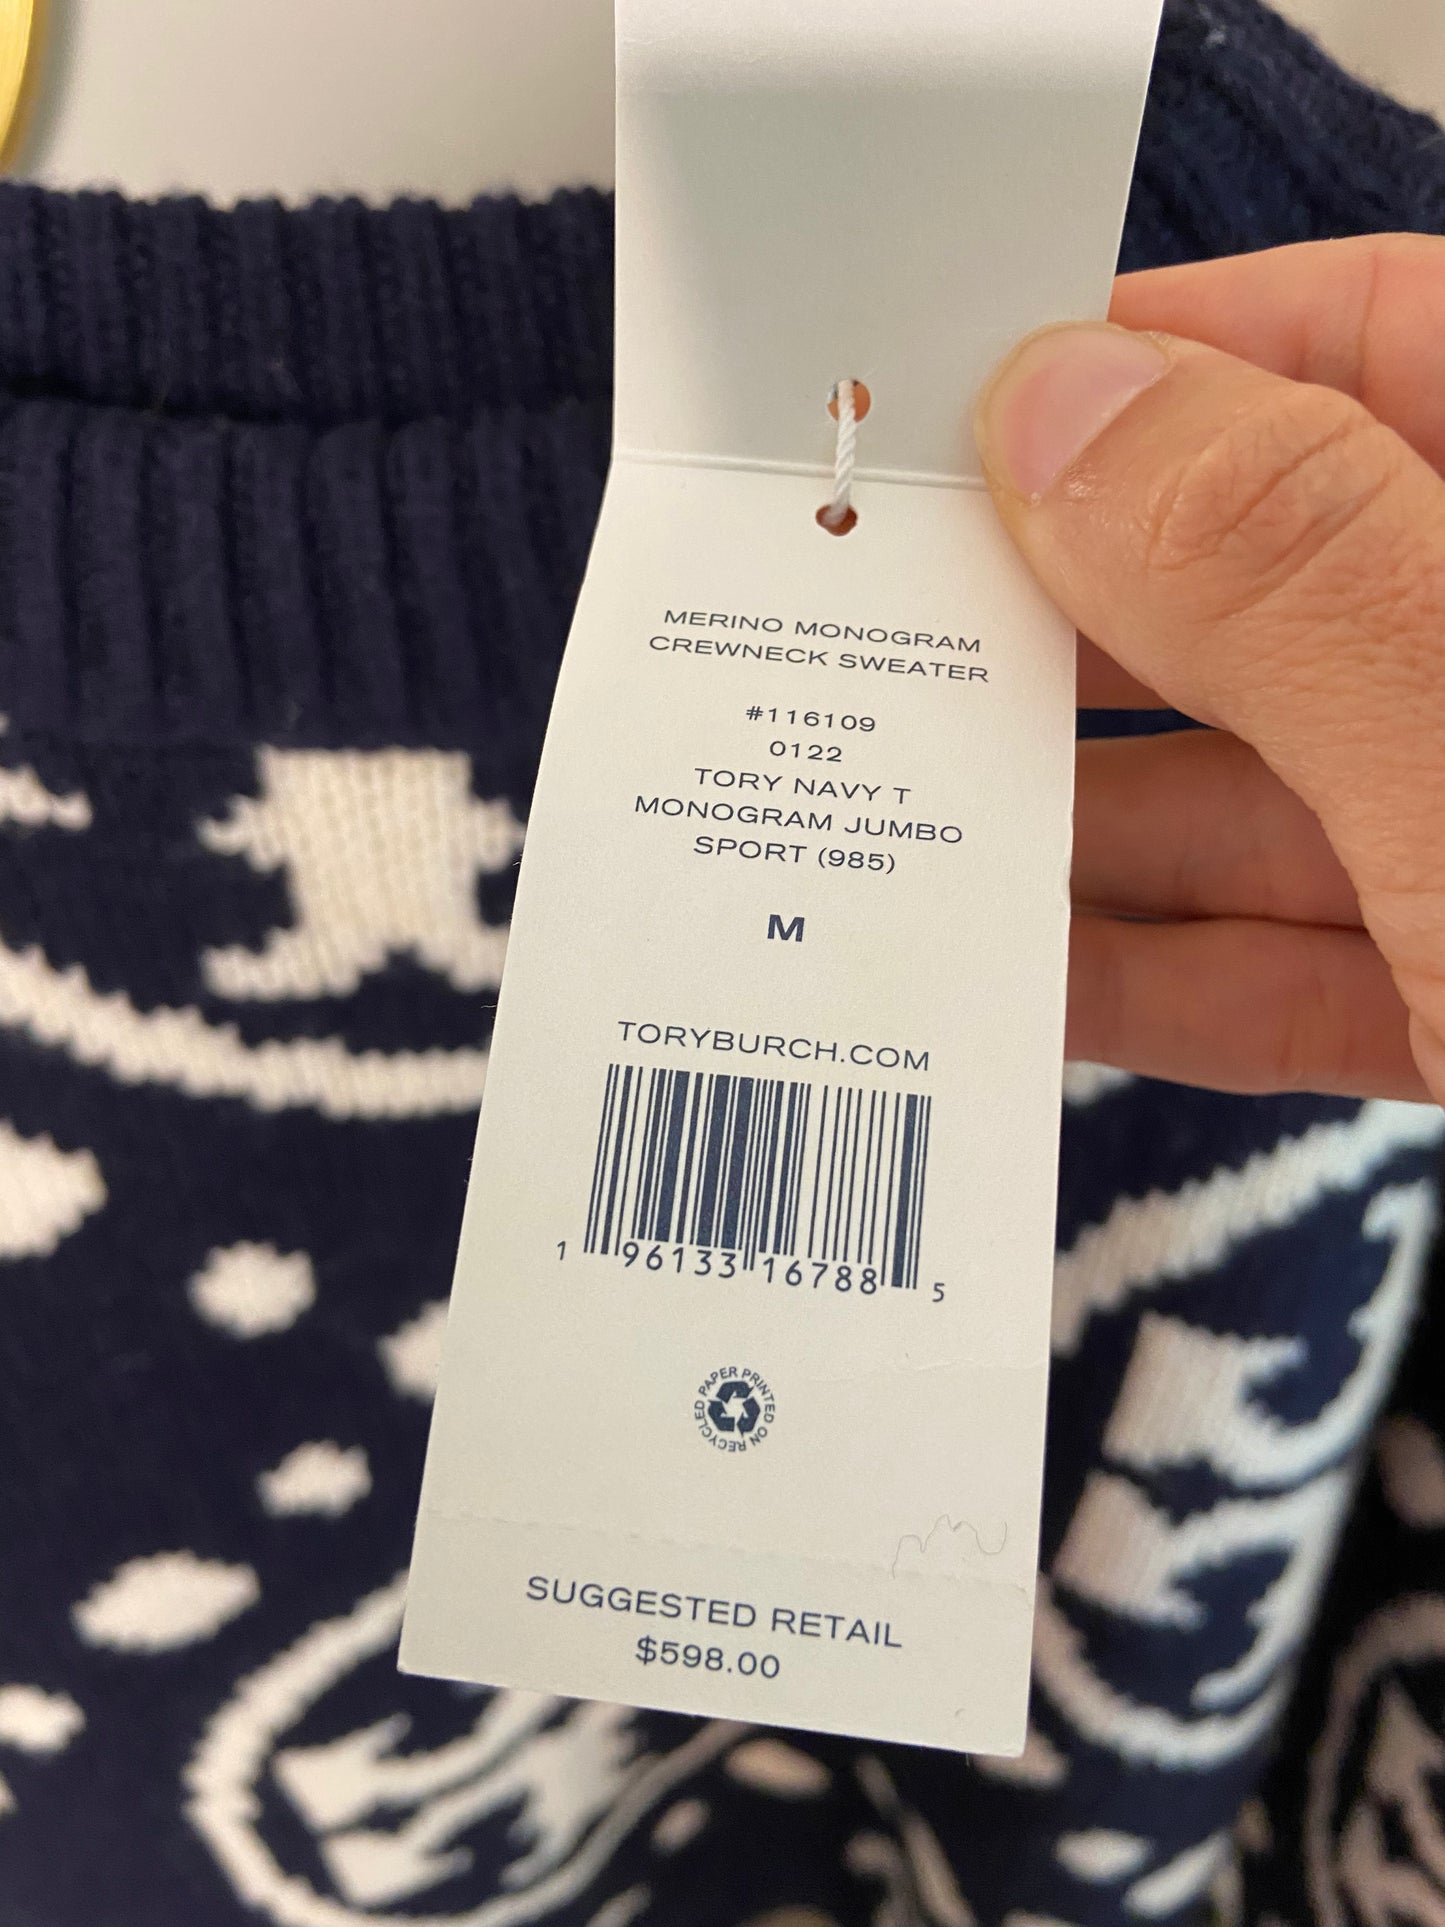 MERINO MONOGRAM
CREWNECK SWEATER
#116109
0122
TORY NAVY T
MONOGRAM JUMBO
SPORT (985)
M
TORYBURCH.COM
1 96133 16788 5
PRINTED ON RECYCLED PAPER
SUGGESTED RETAIL
$598.00